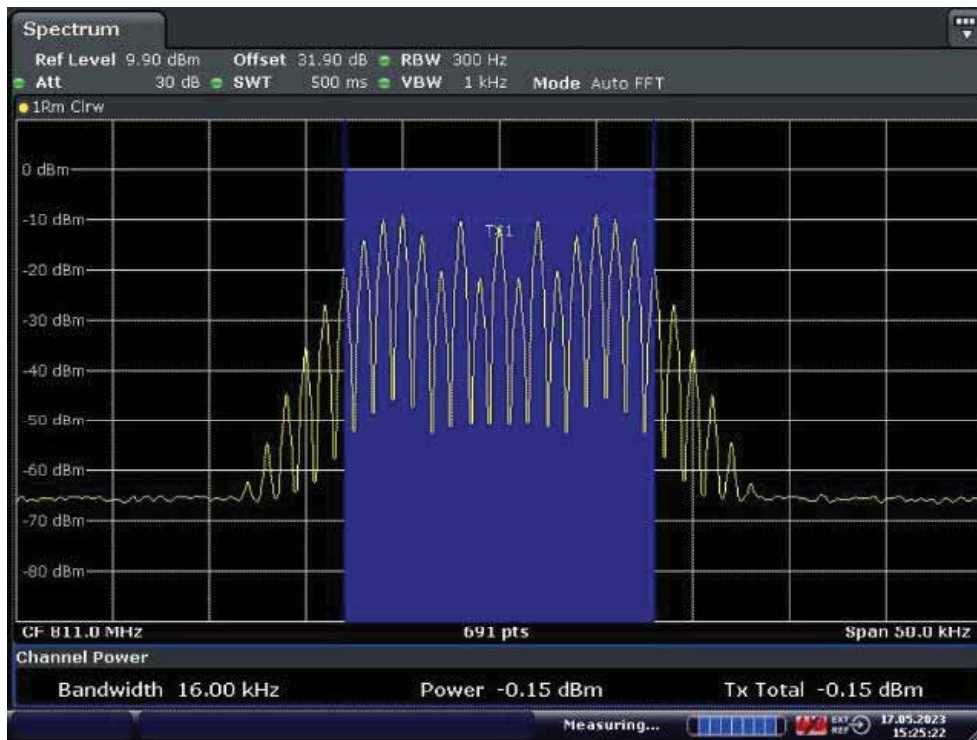 Spectrum
Ref Level 9.90 dBm Offset 31.90 dB RBW 300 Hz
Att 30 dB SWT 500 ms VBW 1 kHz Mode Auto FFT
1Rm Clrw
0 dBm
-10 dBm
TX1
-20 dBm
-30 dBm
-40 dBm
-50 dBm
-60 dBm
-70 dBm
-80 dBm
CF 811.0 MHz 691 pts Span 50.0 kHz
Channel Power
Bandwidth 16.00 kHz Power -0.15 dBm Tx Total -0.15 dBm
Measuring... EXT REF 17.05.2023
15:25:22